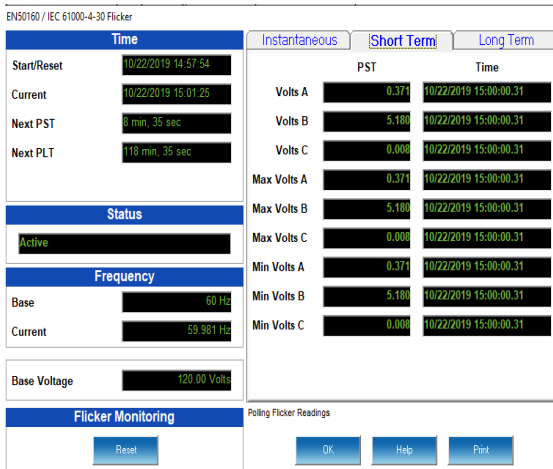 EN50160 / IEC 61000-4-30 Flicker
Time
Start/Reset 10/22/2019 14:57:54
Current 10/22/2019 15:01:25
Next PST 8 min, 35 sec
Next PLT 118 min, 35 sec
Status
Active
Frequency
Base 60 Hz
Current 59.981 Hz
Base Voltage 120.00 Volts
Flicker Monitoring
Reset
Instantaneous Short Term Long Term
PST Time
Volts A 0.371 10/22/2019 15:00:00.31
Volts B 5.180 10/22/2019 15:00:00.31
Volts C 0.008 10/22/2019 15:00:00.31
Max Volts A 0.371 10/22/2019 15:00:00.31
Max Volts B 5.180 10/22/2019 15:00:00.31
Max Volts C 0.008 10/22/2019 15:00:00.31
Min Volts A 0.371 10/22/2019 15:00:00.31
Min Volts B 5.180 10/22/2019 15:00:00.31
Min Volts C 0.008 10/22/2019 15:00:00.31
Polling Flicker Readings
OK Help Print